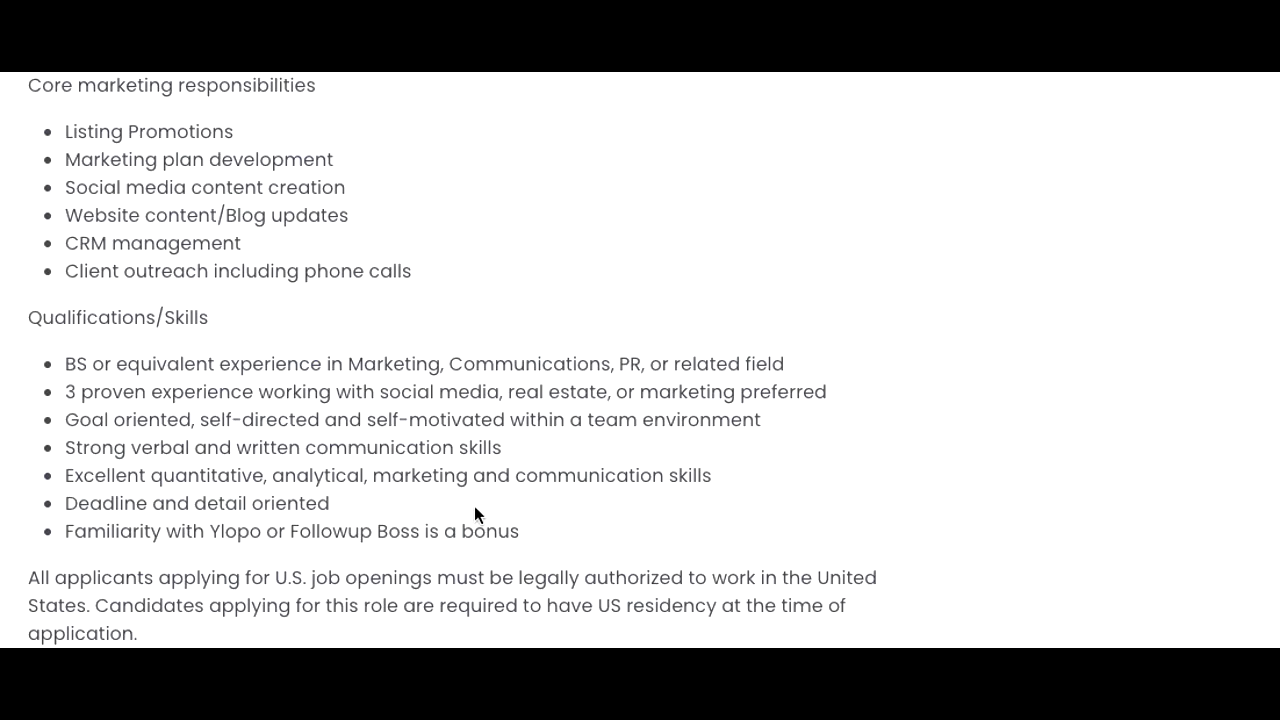 Core marketing responsibilities
Listing Promotions
Marketing plan development
Social media content creation
Website content/Blog updates
CRM management
Client outreach including phone calls
Qualifications/Skills
BS or equivalent experience in Marketing, Communications, PR, or related field
3 proven experience working with social media, real estate, or marketing preferred
Goal oriented, self-directed and self-motivated within a team environment
Strong verbal and written communication skills
Excellent quantitative, analytical, marketing and communication skills
Deadline and detail oriented
Familiarity with Ylopo or Followup Boss is a bonus
All applicants applying for U.S. job openings must be legally authorized to work in the United
States. Candidates applying for this role are required to have US residency at the time of
application.